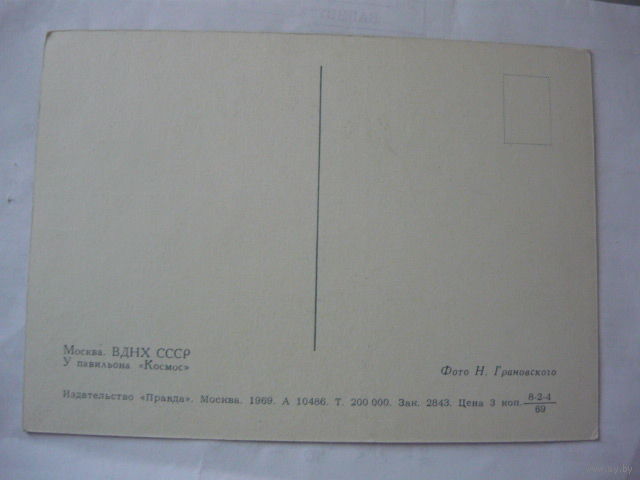 Москва. ВДНХ СССР
У павильона «Космос»
Фото Н. Грановского
Издательство «Правда». Москва. 1969. А 10486. Т. 200 000. Зак. 2843. Цена 3 коп. 8-2-4
69